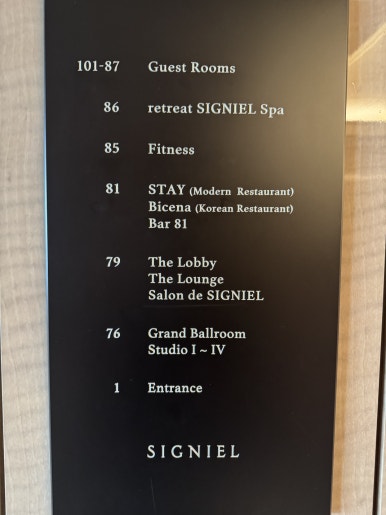 101-87 Guest Rooms
86 retreat SIGNIEL Spa
85 Fitness
81 STAY (Modern Restaurant)
Bicena (Korean Restaurant)
Bar 81
79 The Lobby
The Lounge
Salon de SIGNIEL
76 Grand Ballroom
Studio I ~ IV
1 Entrance
SIGNIEL